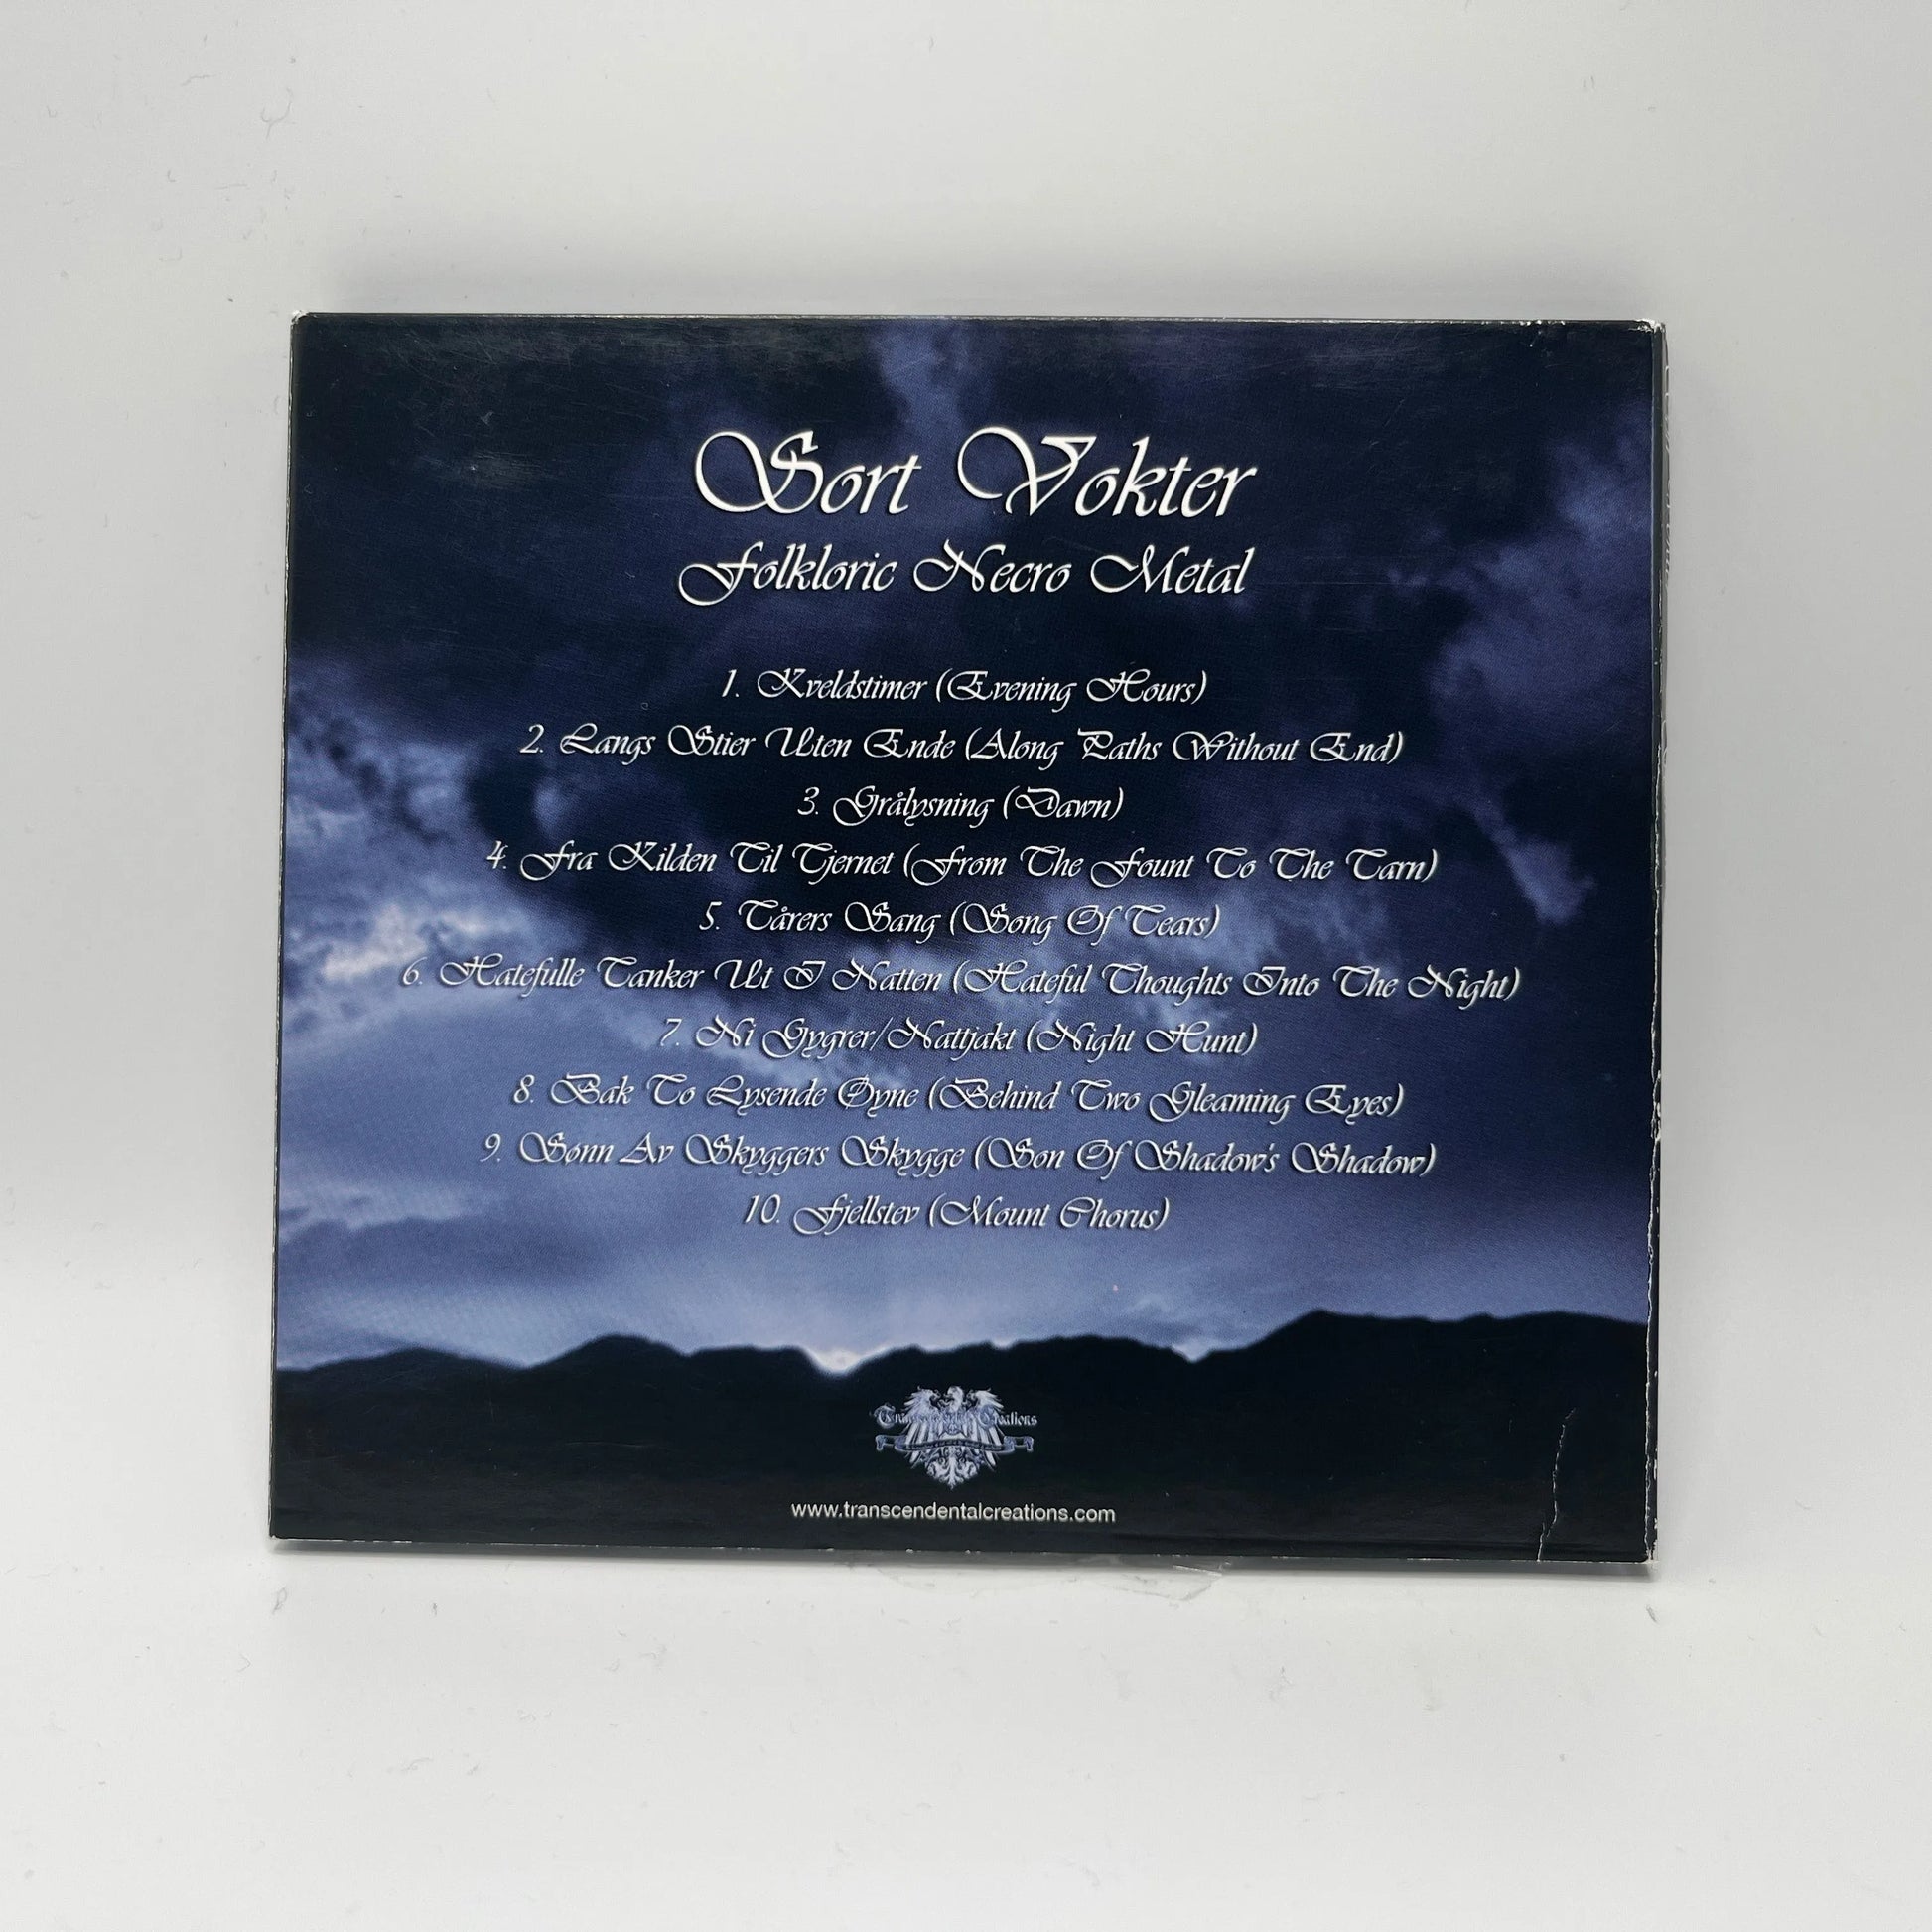 Sort Vokter
Folkloric Necro Metal
1. Kveldstimer (Evening Hours)
2. Langs Stier Uten Ende (Along Paths Without End)
3. Grålysning (Dawn)
4. Fra Kilden Til Tjernet (From The Fount To The Tarn)
5. Tårers Sang (Song Of Tears)
6. Hatefulle Tanker Ut I Natten (Hateful Thoughts Into The Night)
7. Ni Gygrer/Nattjakt (Night Hunt)
8. Bak To Lysende Øyne (Behind Two Gleaming Eyes)
9. Sønn Av Skyggers Skygge (Son Of Shadow's Shadow)
10. Fjellstev (Mount Chorus)
Transcendental Creations
www.transcendentalcreations.com